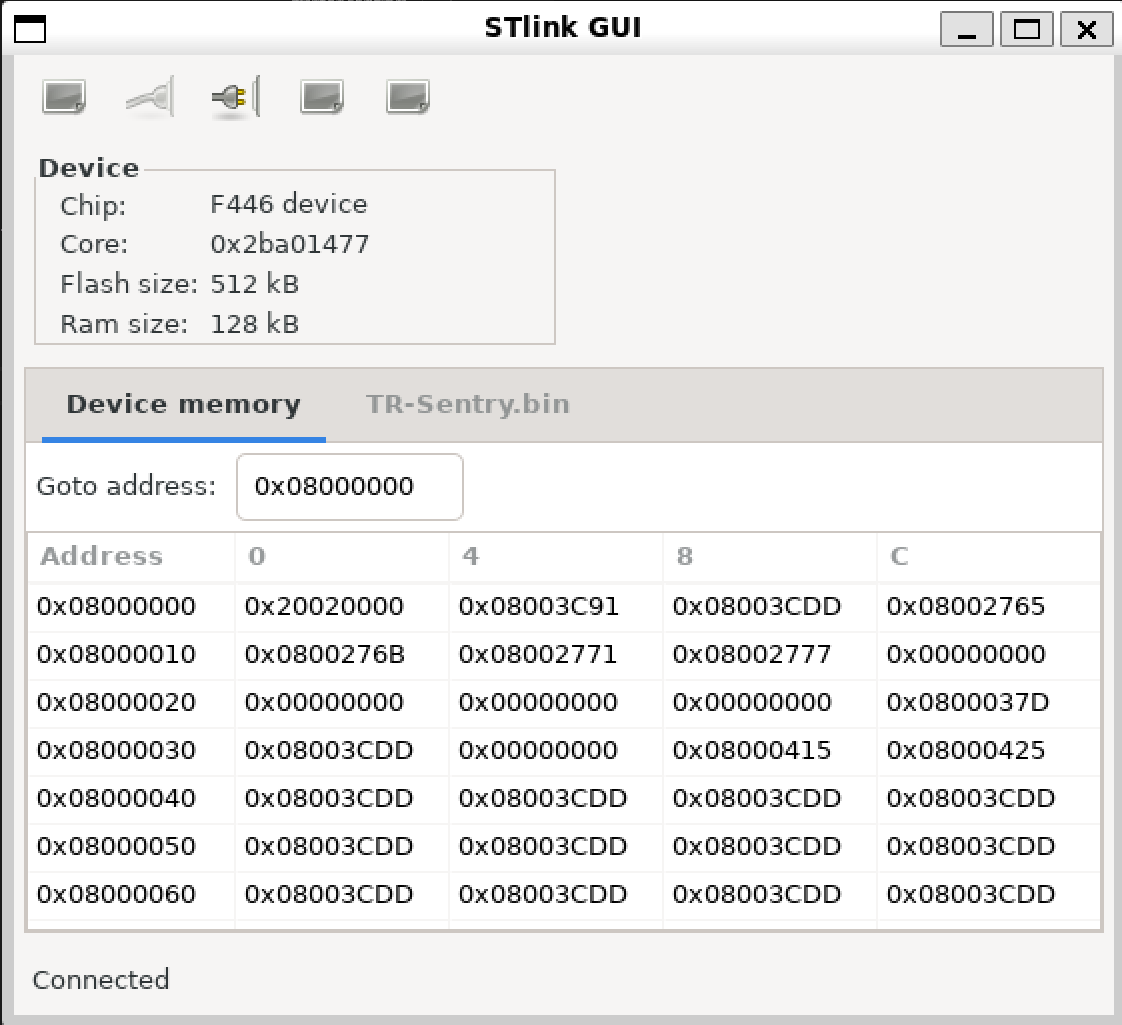 STlink GUI
Device
Chip: F446 device
Core: 0x2ba01477
Flash size: 512 kB
Ram size: 128 kB
Device memory TR-Sentry.bin
Goto address: 0x08000000
Address 0 4 8 C
0x08000000 0x20020000 0x08003C91 0x08003CDD 0x08002765
0x08000010 0x0800276B 0x08002771 0x08002777 0x00000000
0x08000020 0x00000000 0x00000000 0x00000000 0x0800037D
0x08000030 0x08003CDD 0x00000000 0x08000415 0x08000425
0x08000040 0x08003CDD 0x08003CDD 0x08003CDD 0x08003CDD
0x08000050 0x08003CDD 0x08003CDD 0x08003CDD 0x08003CDD
0x08000060 0x08003CDD 0x08003CDD 0x08003CDD 0x08003CDD
Connected